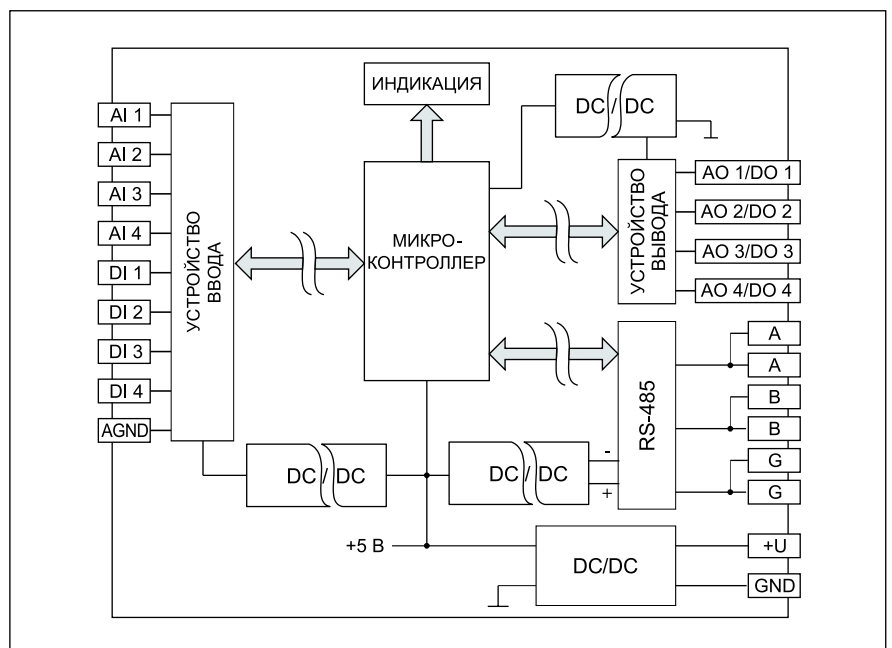 ИНДИКАЦИЯ
DC / DC
AI 1
AI 2
AI 3
AI 4
DI 1
DI 2
DI 3
DI 4
AGND
УСТРОЙСТВО
ВВОДА
МИКРО-
КОНТРОЛЛЕР
УСТРОЙСТВО
ВЫВОДА
AO 1/DO 1
AO 2/DO 2
AO 3/DO 3
AO 4/DO 4
RS-485
A
A
B
B
G
G
DC / DC
DC / DC
-
+
+5 В
DC/DC
+U
GND